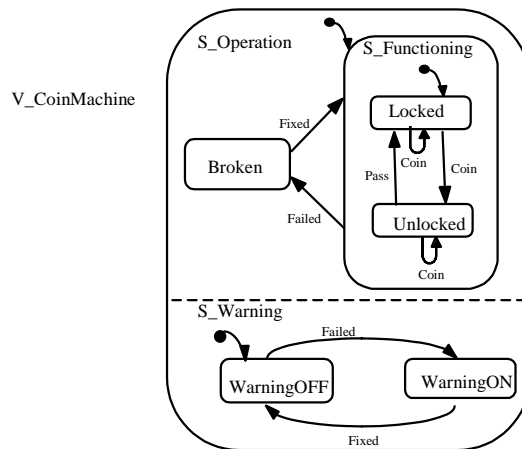 S_Operation
S_Functioning
V_CoinMachine
Locked
Fixed
Coin
Coin
Broken
Pass
Failed
Unlocked
Coin
S_Warning
Failed
WarningOFF
WarningON
Fixed